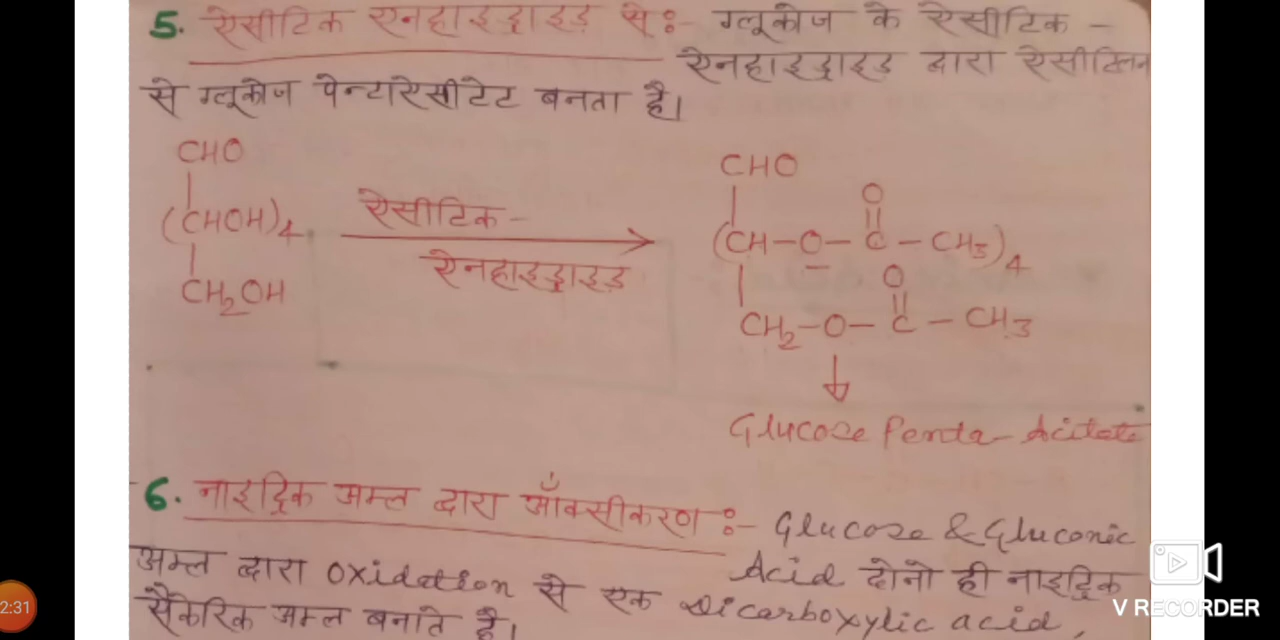 5. ऐसीटिक एनहाइड्राइड से :- ग्लूकोज के ऐसीटिक -
ऐनहाइड्राइड द्वारा ऐसीटिलन
से ग्लूकोज पेन्टाऐसीटेट बनता है।
CHO
(CHOH)4
CH2OH
ऐसीटिक -
ऐनहाइड्राइड
CHO
O
(CH-O-C-CH3)4
O
CH2-O-C-CH3
Glucose Penta-Acitate
6. नाइट्रिक अम्ल द्वारा ऑक्सीकरण :- Glucose & Gluconic
Acid दोनो ही नाइट्रिक
अम्ल द्वारा Oxidation से एक Dicarboxylic acid,
सैकेरिक अम्ल बनाते है।
2:31
V RECORDER